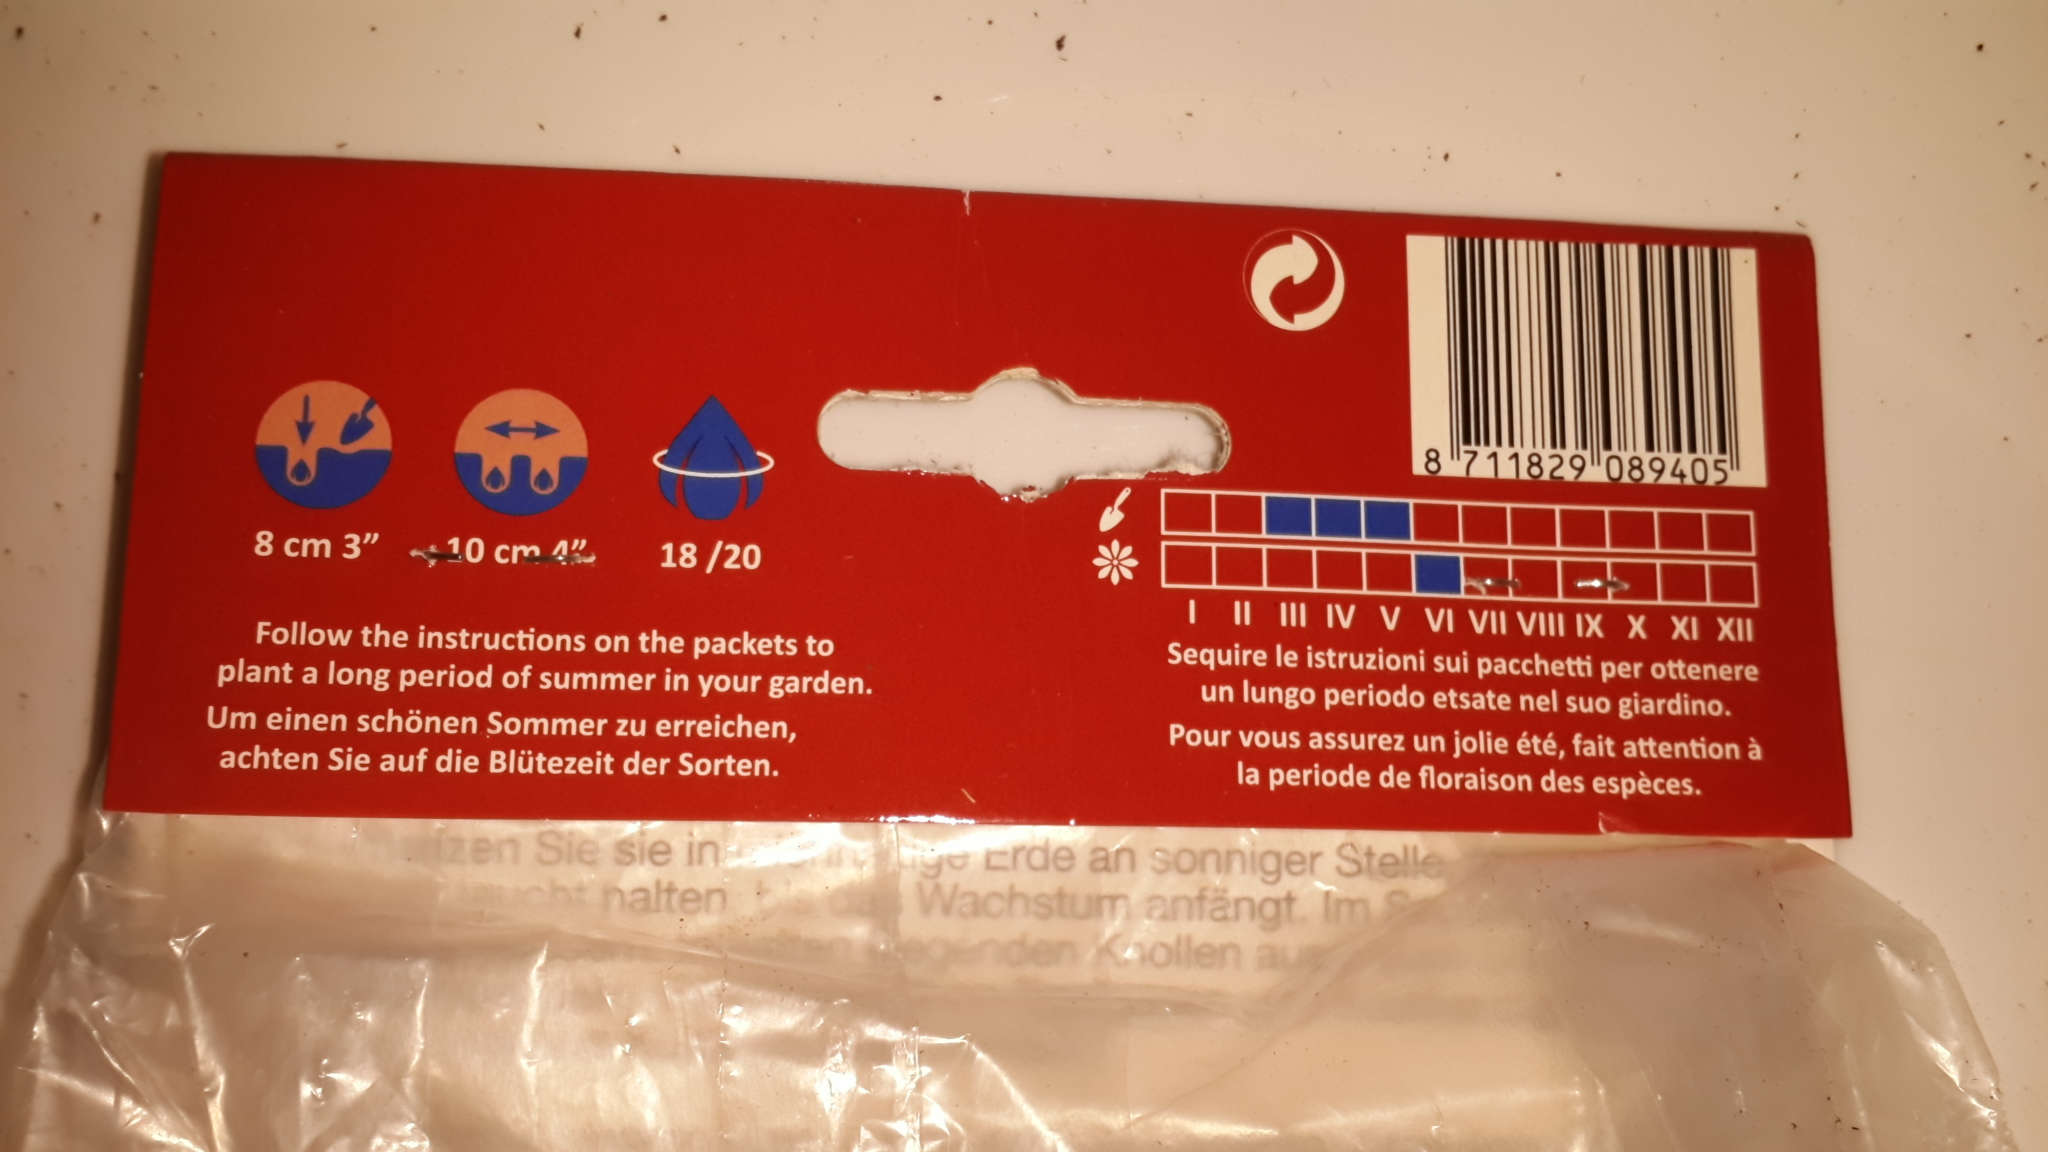 8 cm 3”
10 cm 4”
18 /20
Follow the instructions on the packets to
plant a long period of summer in your garden.
Um einen schönen Sommer zu erreichen,
achten Sie auf die Blütezeit der Sorten.
8 711829 089405
I II III IV V VI VII VIII IX X XI XII
Sequire le istruzioni sui pacchetti per ottenere
un lungo periodo etsate nel suo giardino.
Pour vous assurez un jolie été, fait attention à
la periode de floraison des espèces.
Sie sie in Erde an sonniger Stelle
halten Wachstum anfängt. Im
Knollen